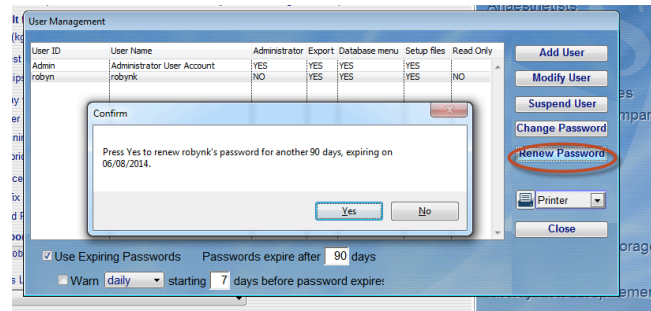 Anaesthetists
User Management
User ID User Name Administrator Export Database menu Setup files Read Only
Admin Administrator User Account YES YES YES YES
robyn robynk NO YES YES YES NO
Add User
Modify User
Suspend User
Change Password
Renew Password
Printer
Close
Confirm
Press Yes to renew robynk's password for another 90 days, expiring on
06/08/2014.
Yes No
Use Expiring Passwords Passwords expire after 90 days
Warn daily starting 7 days before password expires